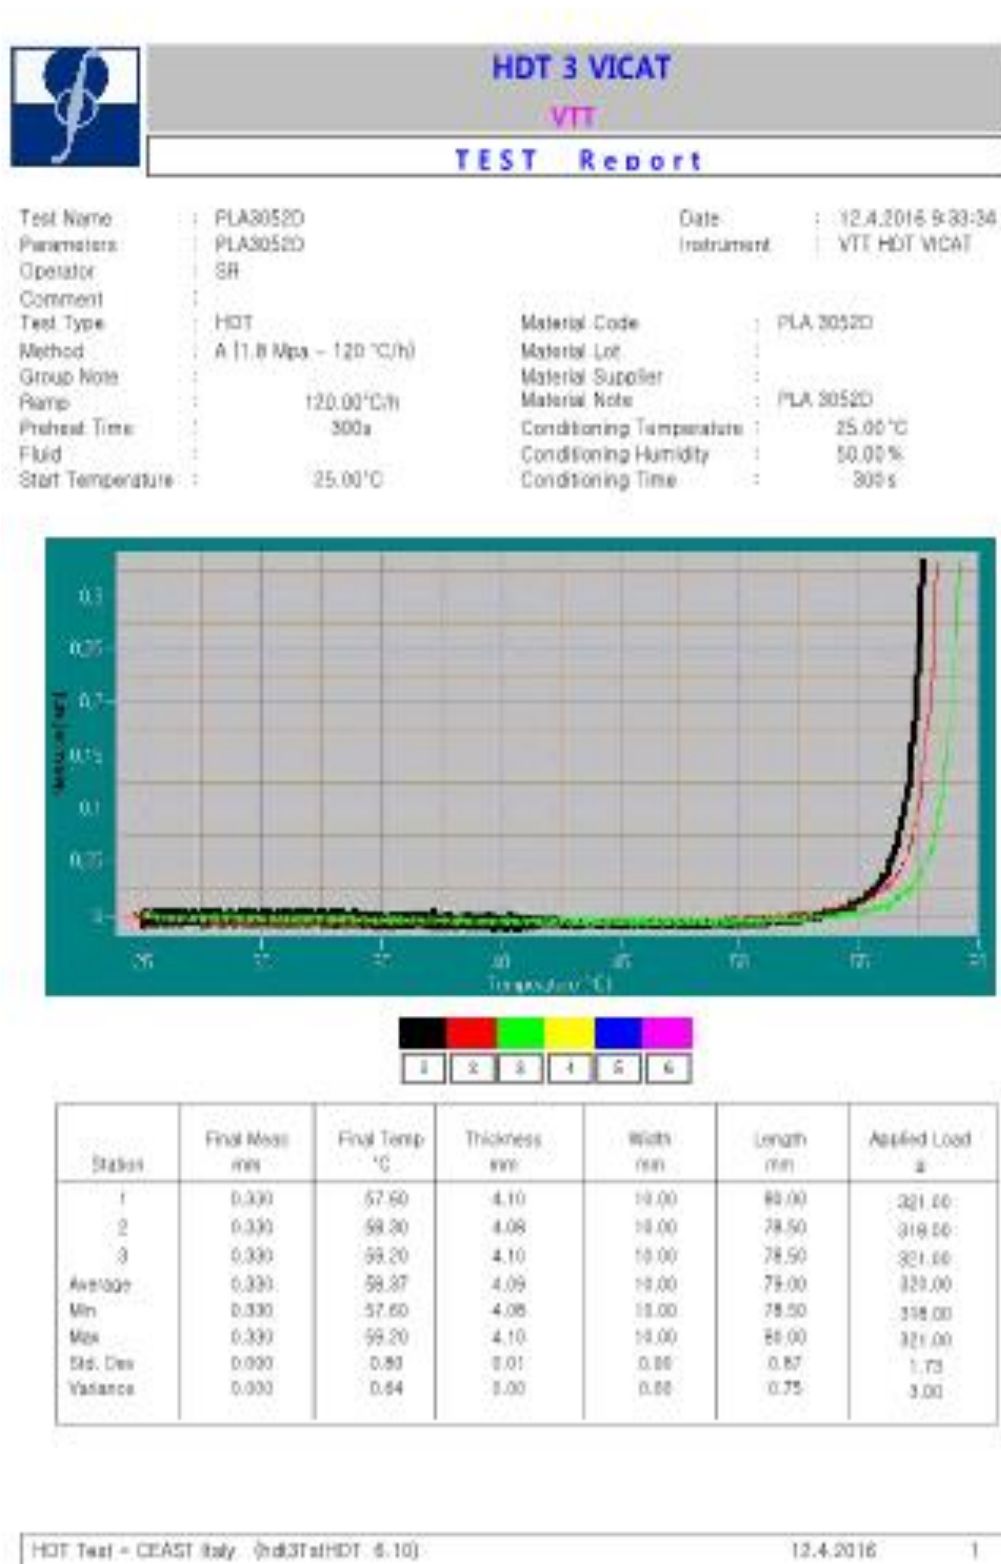 HDT 3 VICAT
VTT
TEST Report
Test Name : PLA3052D Date : 12.4.2016 9:33:34
Parameters : PLA3052D Instrument : VTT HDT VICAT
Operator : SR
Comment :
Test Type : HDT Material Code : PLA 3052D
Method : A (1.8 Mpa - 120 °C/h) Material Lot :
Group Note : Material Supplier :
Ramp : 120.00°C/h Material Note : PLA 3052D
Preheat Time : 300s Conditioning Temperature : 25.00°C
Fluid : Conditioning Humidity : 50.00%
Start Temperature : 25.00°C Conditioning Time : 300s
0,3
0,25
0,2
0,15
0,1
0,05
0
25 30 35 40 45 50 55 60
Temperature [°C]
1 2 3 4 5 6
Station Final Meas mm Final Temp °C Thickness mm Width mm Length mm Applied Load g
1 0.330 57.60 4.10 10.00 80.00 321.00
2 0.330 58.30 4.08 10.00 78.50 318.00
3 0.330 59.20 4.10 10.00 78.50 321.00
Average 0.330 58.37 4.09 10.00 79.00 320.00
Min 0.330 57.60 4.08 10.00 78.50 318.00
Max 0.330 59.20 4.10 10.00 80.00 321.00
Std. Dev 0.000 0.80 0.01 0.00 0.87 1.73
Variance 0.000 0.64 0.00 0.00 0.75 3.00
HDT Test - CEAST Italy 12.4.2016 1